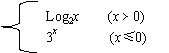 Log₂x (x > 0)
3ˣ (x ⩽ 0)